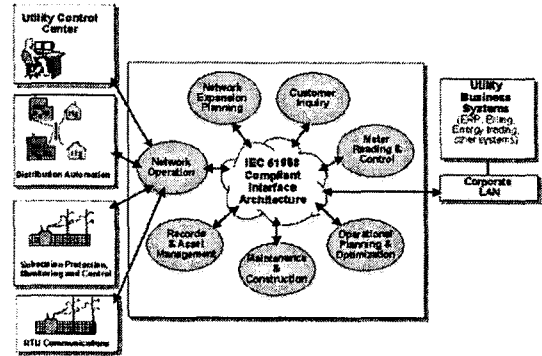 Utility Control
Center
Distribution Automation
Substation Protection,
Monitoring and Control
RTU Communications
Network
Operation
Network
Expansion
Planning
Customer
Inquiry
Meter
Reading &
Control
IEC 61968
Compliant
Interface
Architecture
Records
& Asset
Management
Maintenance
&
Construction
Operational
Planning &
Optimization
Utility
Business
Systems
(ERP, Billing,
Energy trading,
other systems)
Corporate
LAN